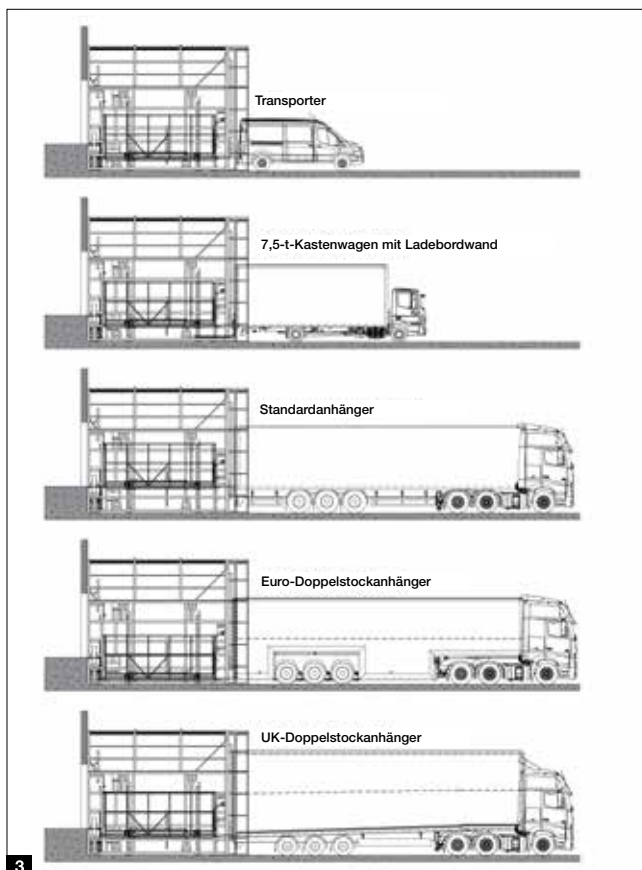 Transporter
7,5-t-Kastenwagen mit Ladebordwand
Standardanhänger
Euro-Doppelstockanhänger
UK-Doppelstockanhänger
3